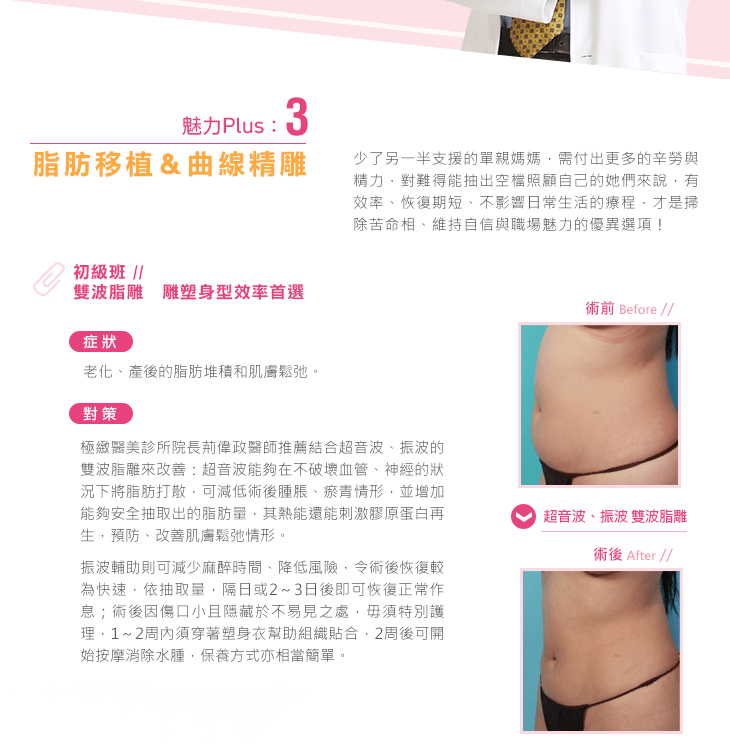 魅力Plus：3
脂肪移植＆曲線精雕
少了另一半支援的單親媽媽，需付出更多的辛勞與
精力，對難得能抽出空檔照顧自己的她們來說，有
效率、恢復期短、不影響日常生活的療程，才是掃
除苦命相、維持自信與職場魅力的優異選項！
初級班 //
雙波脂雕　雕塑身型效率首選
症狀
老化、產後的脂肪堆積和肌膚鬆弛。
對策
極緻醫美診所院長荊偉政醫師推薦結合超音波、振波的
雙波脂雕來改善：超音波能夠在不破壞血管、神經的狀
況下將脂肪打散，可減低術後腫脹、瘀青情形，並增加
能夠安全抽取出的脂肪量，其熱能還能刺激膠原蛋白再
生，預防、改善肌膚鬆弛情形。
振波輔助則可減少麻醉時間、降低風險，令術後恢復較
為快速，依抽取量，隔日或2～3日後即可恢復正常作
息；術後因傷口小且隱藏於不易見之處，毋須特別護
理，1～2周內須穿著塑身衣幫助組織貼合，2周後可開
始按摩消除水腫，保養方式亦相當簡單。
術前 Before //
超音波、振波 雙波脂雕
術後 After //